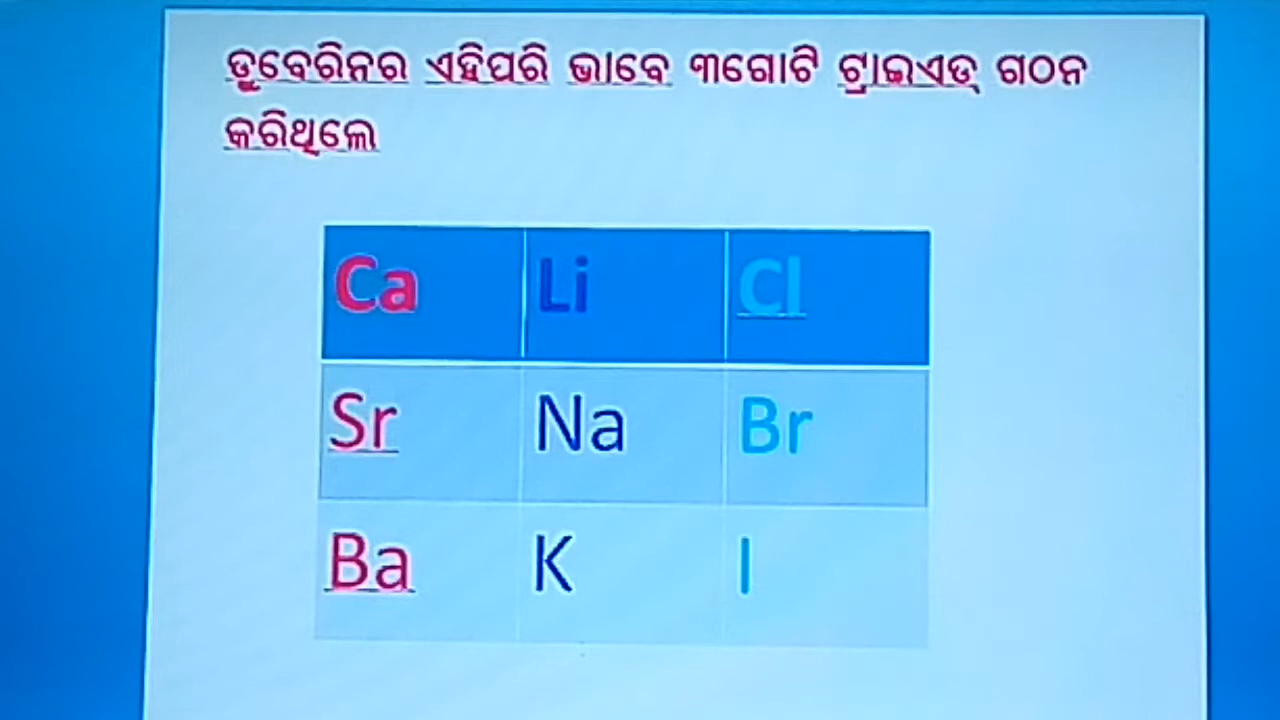 ଡୁବେରିନର ଏହିପରି ଭାବେ ୩ଗୋଟି ଟ୍ରାଇଏଡ୍ ଗଠନ
କରିଥିଲେ
Ca Li Cl
Sr Na Br
Ba K I